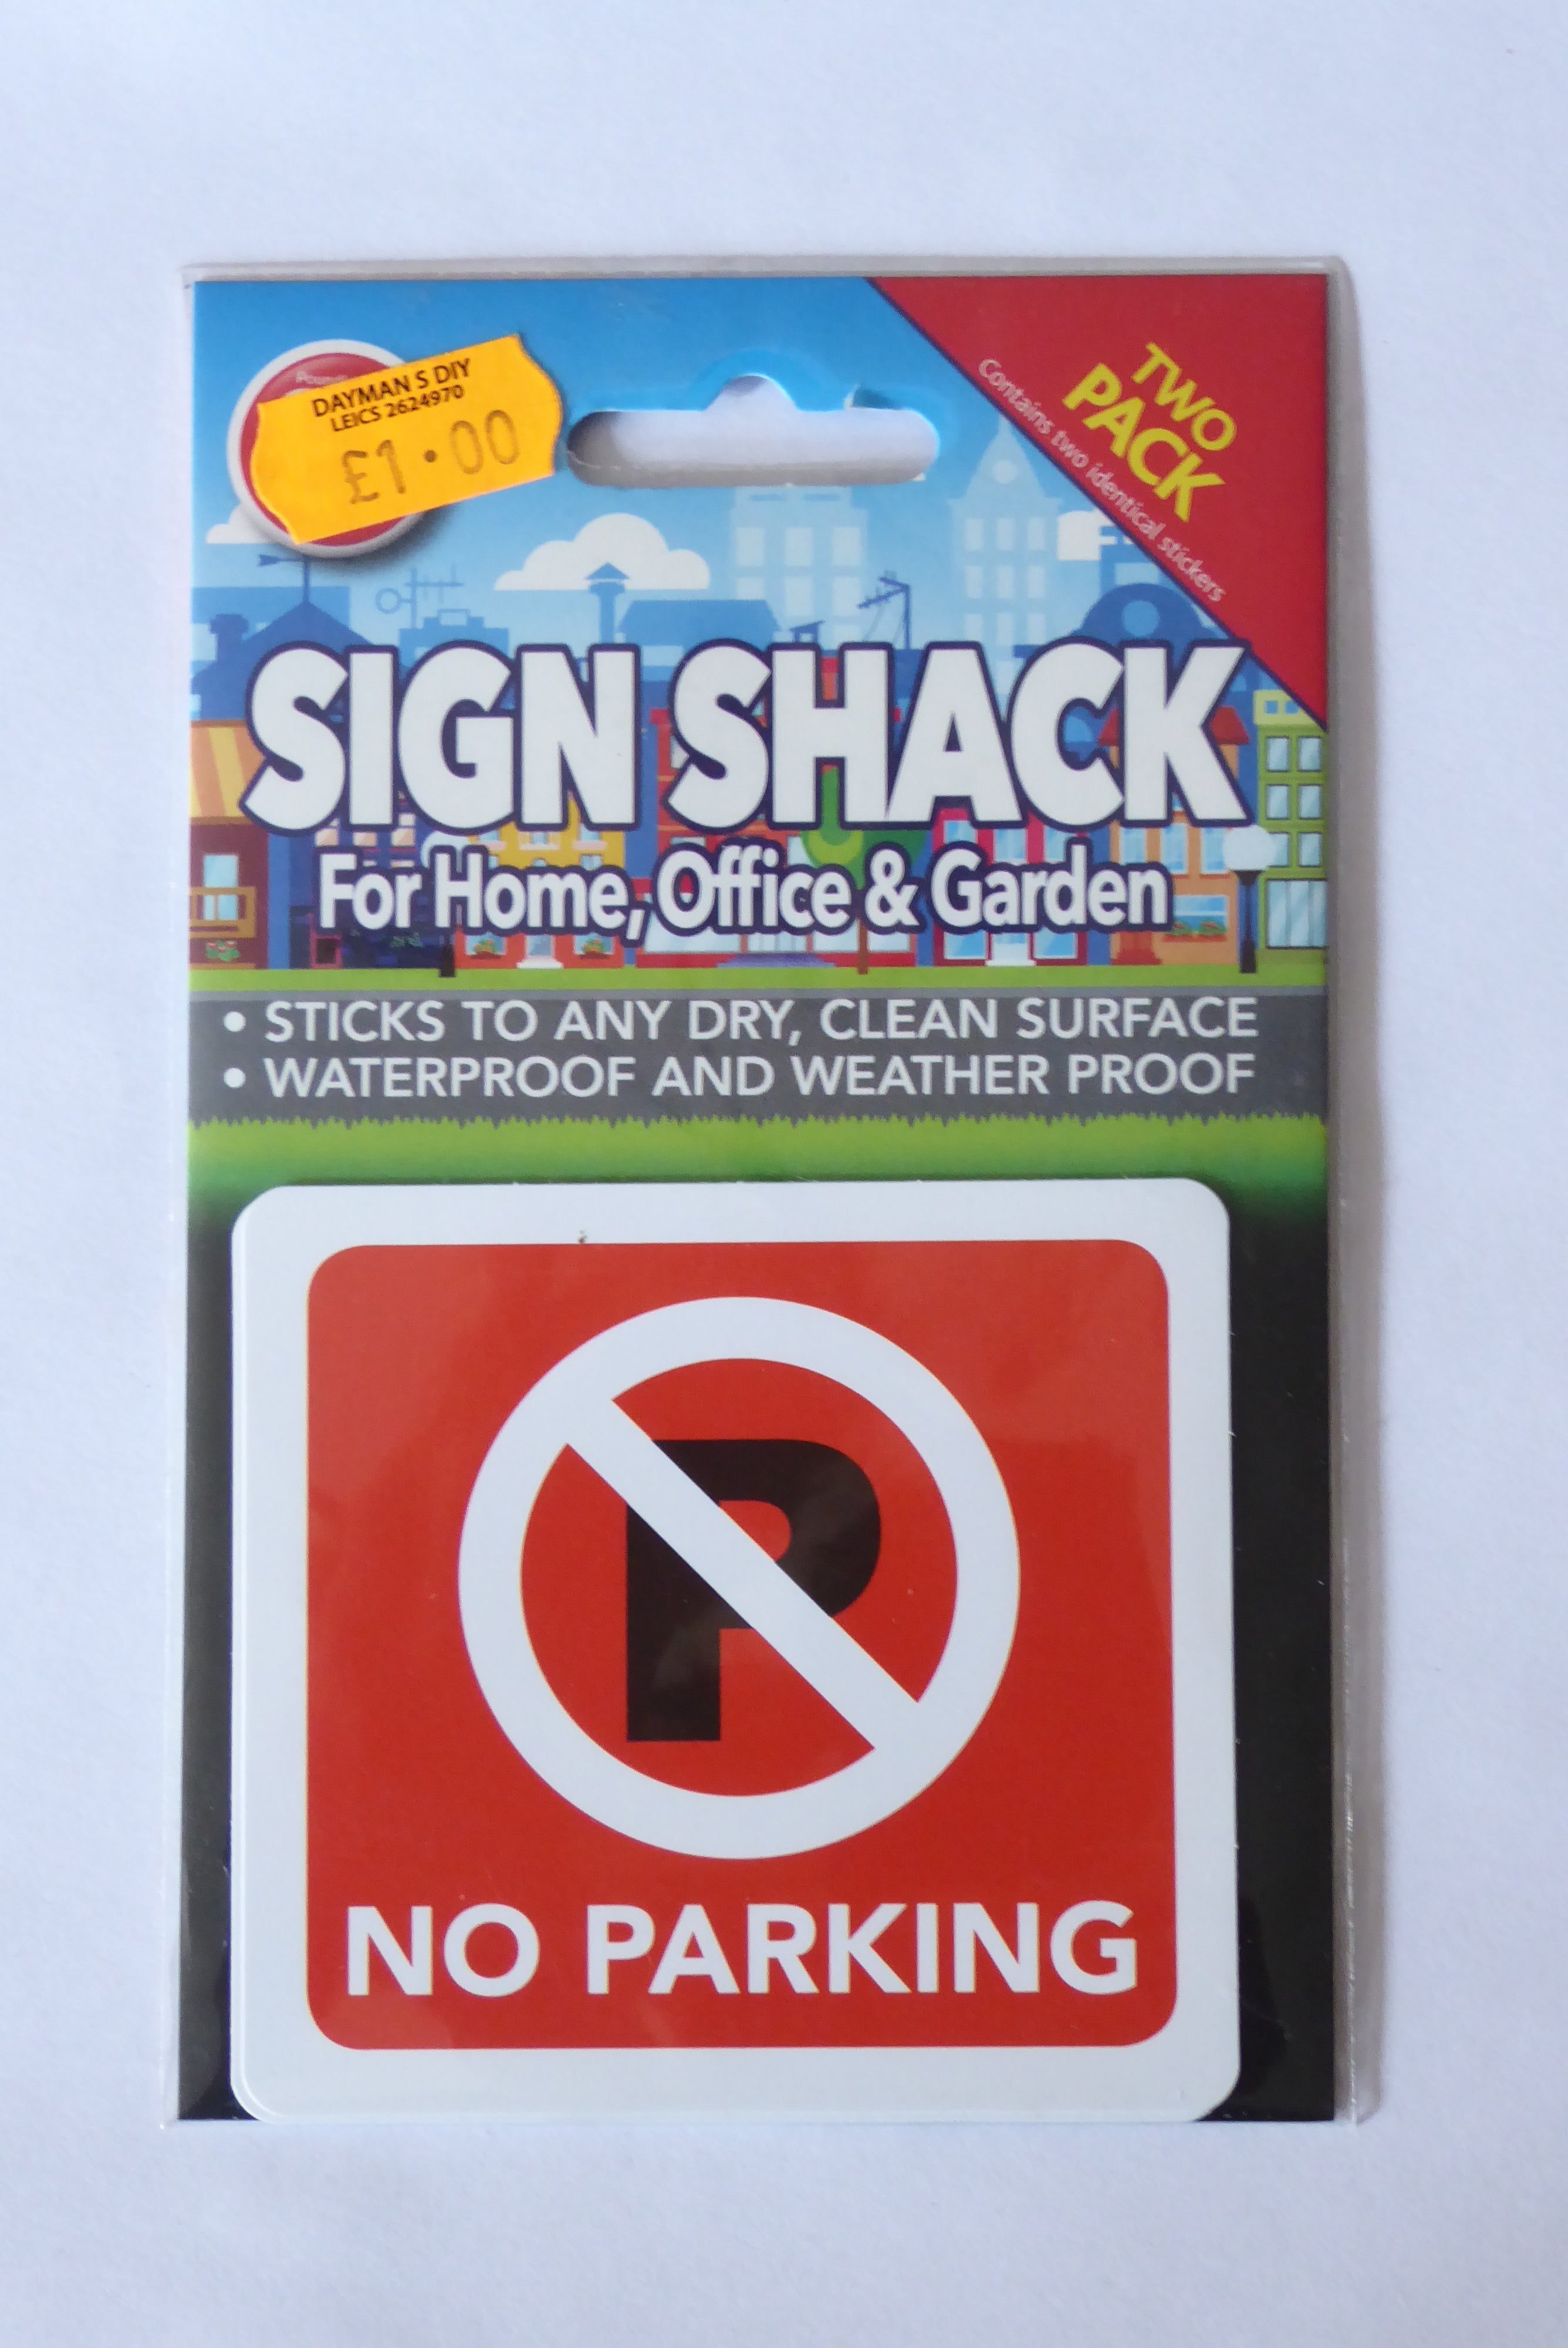 DAYMAN S DIY
LEICS 2624970
£1.00
TWO
PACK
Contains two identical stickers
SIGN SHACK
For Home, Office & Garden
• STICKS TO ANY DRY, CLEAN SURFACE
• WATERPROOF AND WEATHER PROOF
P
NO PARKING